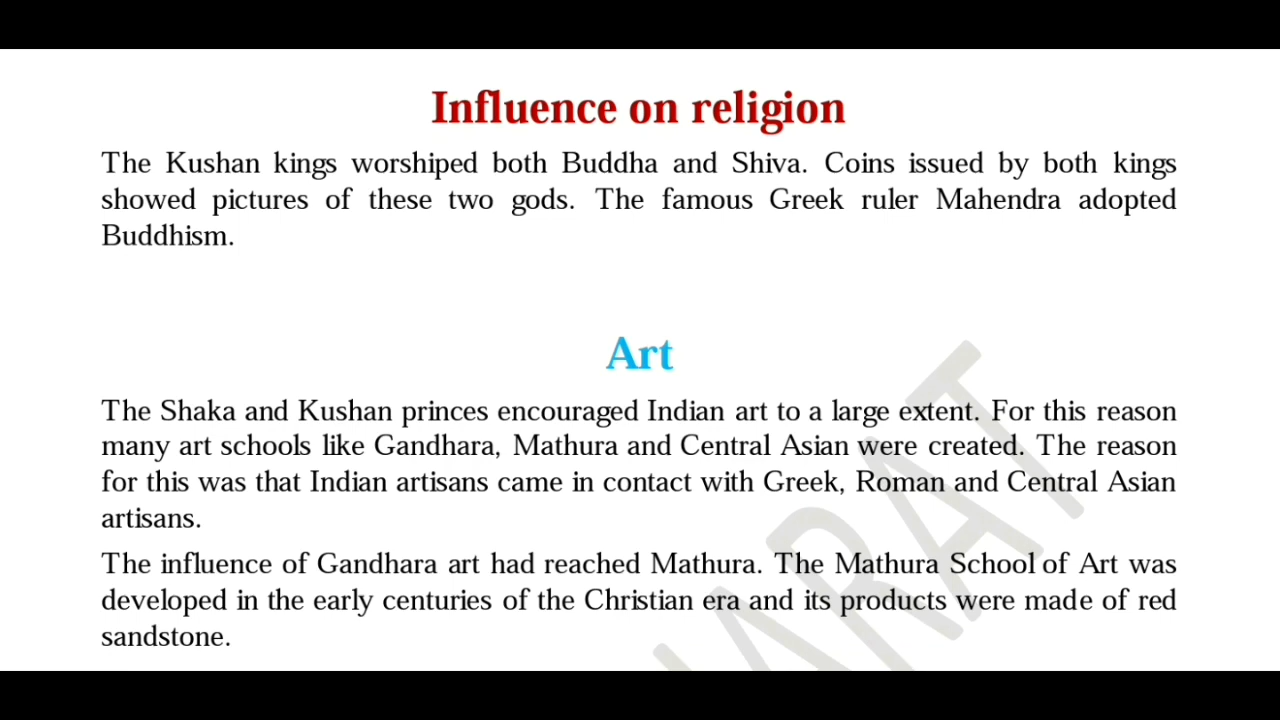 Influence on religion
The Kushan kings worshiped both Buddha and Shiva. Coins issued by both kings
showed pictures of these two gods. The famous Greek ruler Mahendra adopted
Buddhism.
Art
The Shaka and Kushan princes encouraged Indian art to a large extent. For this reason
many art schools like Gandhara, Mathura and Central Asian were created. The reason
for this was that Indian artisans came in contact with Greek, Roman and Central Asian
artisans.
The influence of Gandhara art had reached Mathura. The Mathura School of Art was
developed in the early centuries of the Christian era and its products were made of red
sandstone.